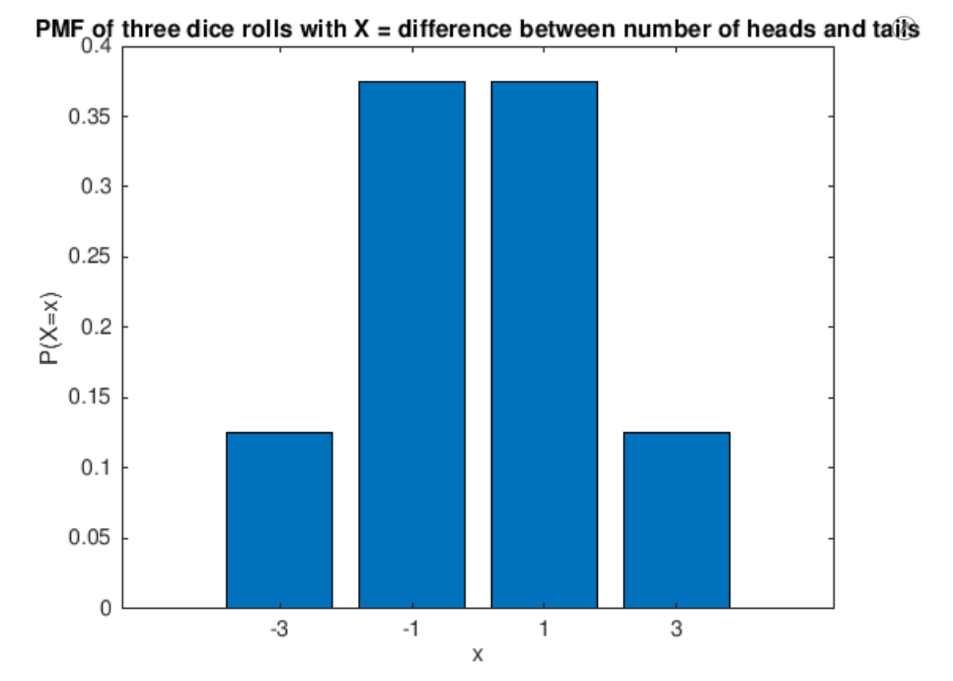 PMF of three dice rolls with X = difference between number of heads and tails
0.4
0.35
0.3
0.25
0.2
0.15
0.1
0.05
0
P(X=x)
-3 -1 1 3
x